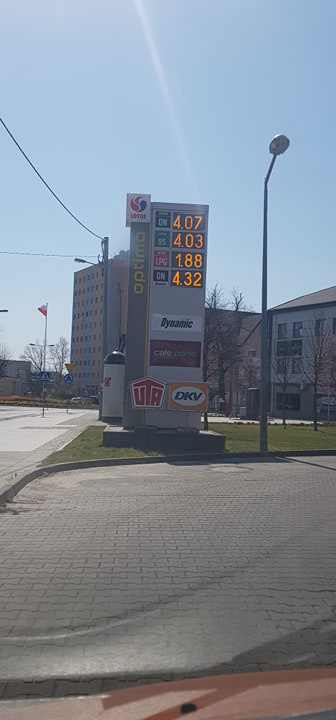 LOTOS
optima
ON 4.07
95 4.03
LPG 1.88
ON 4.32
Dynamic
cafe punkt
UTA
DKV